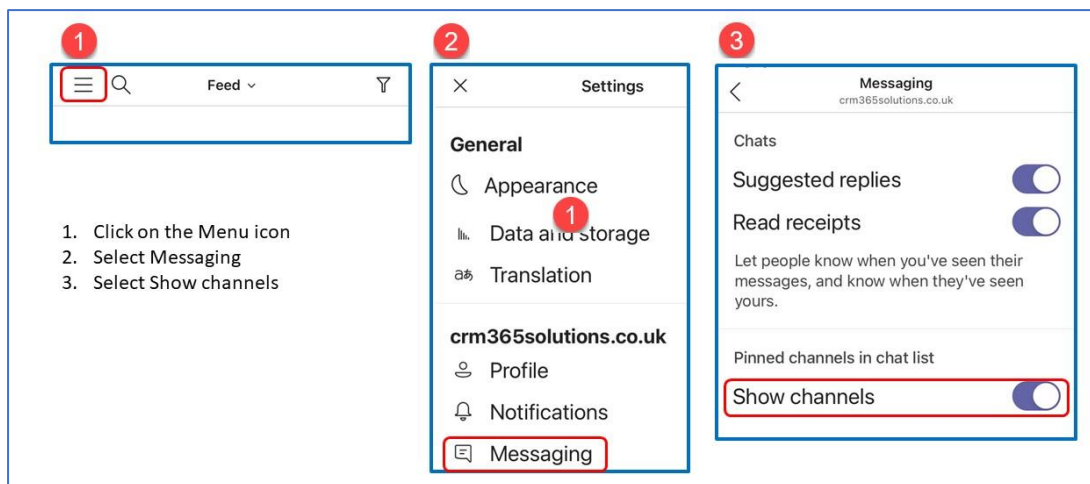 1
Feed
1. Click on the Menu icon
2. Select Messaging
3. Select Show channels
2
Settings
General
Appearance
1
Data and storage
aあ Translation
crm365solutions.co.uk
Profile
Notifications
Messaging
3
Messaging
crm365solutions.co.uk
Chats
Suggested replies
Read receipts
Let people know when you've seen their
messages, and know when they've seen
yours.
Pinned channels in chat list
Show channels